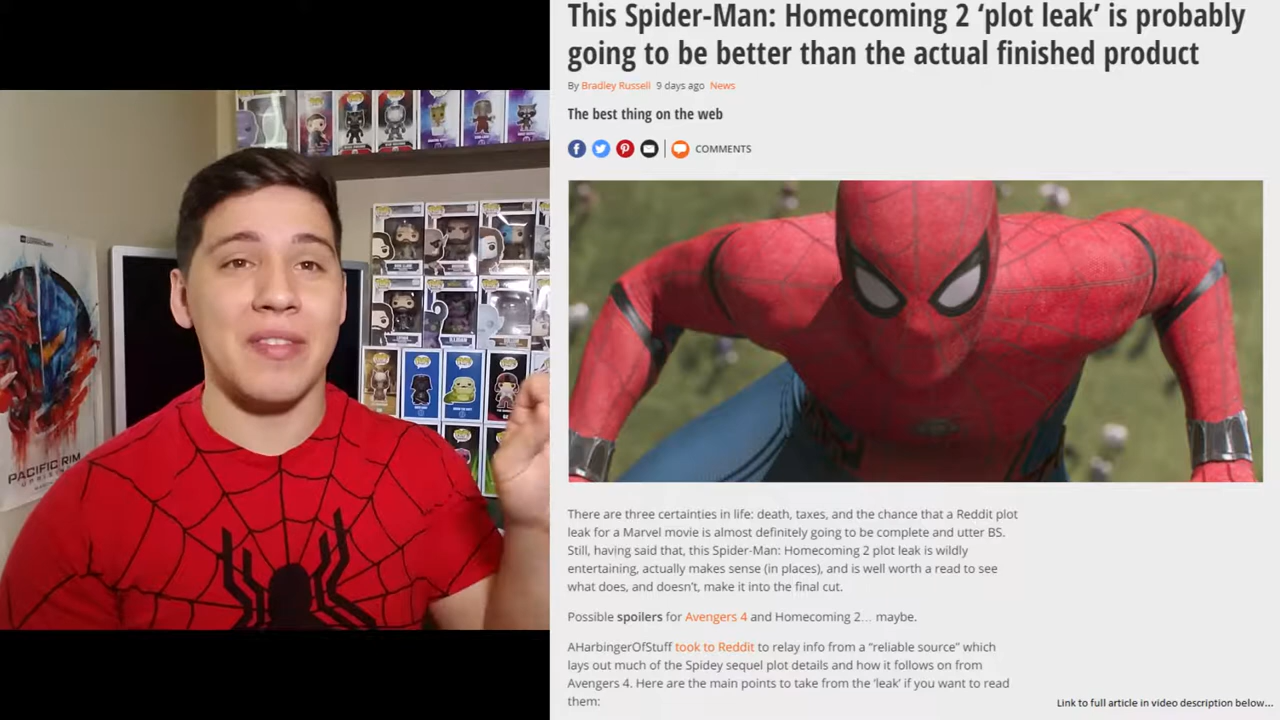 This Spider-Man: Homecoming 2 ‘plot leak’ is probably
going to be better than the actual finished product
By Bradley Russell 9 days ago News
The best thing on the web
COMMENTS
There are three certainties in life: death, taxes, and the chance that a Reddit plot
leak for a Marvel movie is almost definitely going to be complete and utter BS.
Still, having said that, this Spider-Man: Homecoming 2 plot leak is wildly
entertaining, actually makes sense (in places), and is well worth a read to see
what does, and doesn’t, make it into the final cut.
Possible spoilers for Avengers 4 and Homecoming 2… maybe.
AHarbingerOfStuff took to Reddit to relay info from a “reliable source” which
lays out much of the Spidey sequel plot details and how it follows on from
Avengers 4. Here are the main points to take from the ‘leak’ if you want to read
them:
Link to full article in video description below...
PACIFIC RIM
UPRISING